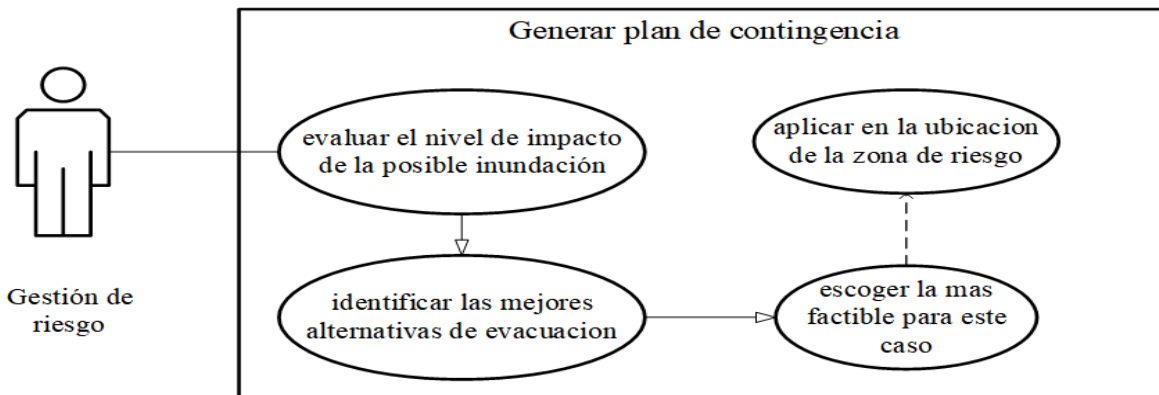 Generar plan de contingencia
evaluar el nivel de impacto
de la posible inundación
aplicar en la ubicacion
de la zona de riesgo
Gestión de
riesgo
identificar las mejores
alternativas de evacuacion
escoger la mas
factible para este
caso